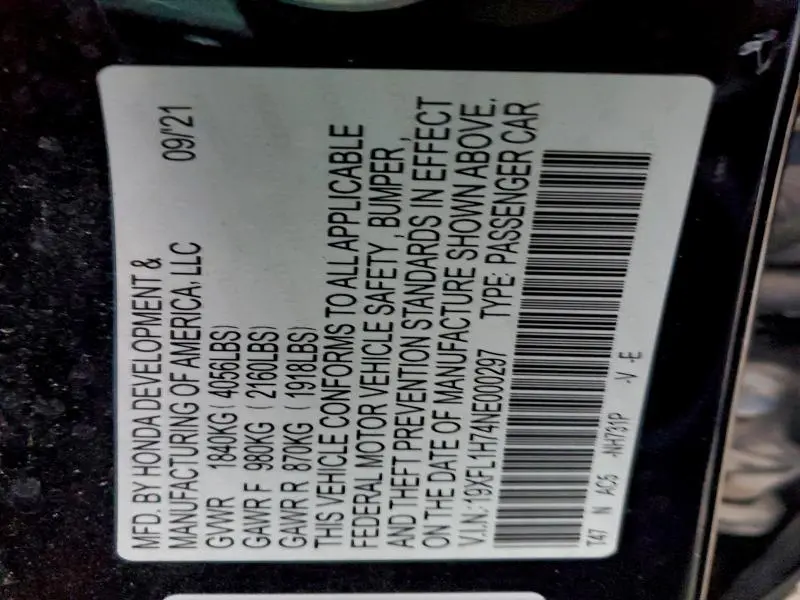 MFD. BY HONDA DEVELOPMENT &
MANUFACTURING OF AMERICA, LLC 09/'21
GVWR 1840KG ( 4056LBS)
GAWR F 980KG ( 2160LBS)
GAWR R 870KG ( 1918LBS)
THIS VEHICLE CONFORMS TO ALL APPLICABLE
FEDERAL MOTOR VEHICLE SAFETY , BUMPER ,
AND THEFT PREVENTION STANDARDS IN EFFECT
ON THE DATE OF MANUFACTURE SHOWN ABOVE.
V.I.N.:19XFL1H74NE000297 TYPE: PASSENGER CAR
T47 N AC5 -NH731P -V -E